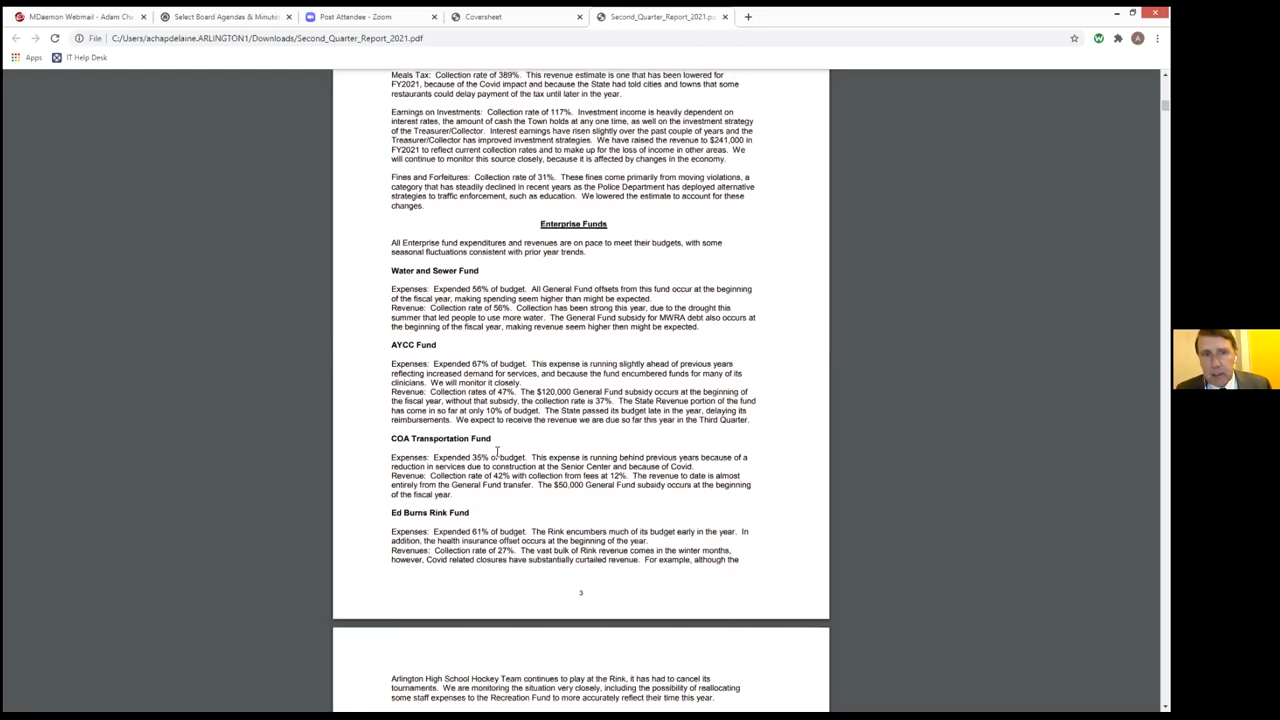 MDaemon Webmail - Adam Cha
Select Board Agendas & Minute
Post Attendee - Zoom
Coversheet
Second_Quarter_Report_2021.p
File
C:/Users/achapdelaine.ARLINGTON1/Downloads/Second_Quarter_Report_2021.pdf
W
A
Apps
IT Help Desk
Meals Tax: Collection rate of 389%. This revenue estimate is one that has been lowered for
FY2021, because of the Covid impact and because the State had told cities and towns that some
restaurants could delay payment of the tax until later in the year.
Earnings on Investments: Collection rate of 117%. Investment income is heavily dependent on
interest rates, the amount of cash the Town holds at any one time, as well on the investment strategy
of the Treasurer/Collector. Interest earnings have risen slightly over the past couple of years and the
Treasurer/Collector has improved investment strategies. We have raised the revenue to $241,000 in
FY2021 to reflect current collection rates and to make up for the loss of income in other areas. We
will continue to monitor this source closely, because it is affected by changes in the economy.
Fines and Forfeitures: Collection rate of 31%. These fines come primarily from moving violations, a
category that has steadily declined in recent years as the Police Department has deployed alternative
strategies to traffic enforcement, such as education. We lowered the estimate to account for these
changes.
Enterprise Funds
All Enterprise fund expenditures and revenues are on pace to meet their budgets, with some
seasonal fluctuations consistent with prior year trends.
Water and Sewer Fund
Expenses: Expended 56% of budget. All General Fund offsets from this fund occur at the beginning
of the fiscal year, making spending seem higher than might be expected.
Revenue: Collection rate of 56%. Collection has been strong this year, due to the drought this
summer that led people to use more water. The General Fund subsidy for MWRA debt also occurs at
the beginning of the fiscal year, making revenue seem higher then might be expected.
AYCC Fund
Expenses: Expended 67% of budget. This expense is running slightly ahead of previous years
reflecting increased demand for services, and because the fund encumbered funds for many of its
clinicians. We will monitor it closely.
Revenue: Collection rates of 47%. The $120,000 General Fund subsidy occurs at the beginning of
the fiscal year, without that subsidy, the collection rate is 37%. The State Revenue portion of the fund
has come in so far at only 10% of budget. The State passed its budget late in the year, delaying its
reimbursements. We expect to receive the revenue we are due so far this year in the Third Quarter.
COA Transportation Fund
Expenses: Expended 35% of budget. This expense is running behind previous years because of a
reduction in services due to construction at the Senior Center and because of Covid.
Revenue: Collection rate of 42% with collection from fees at 12%. The revenue to date is almost
entirely from the General Fund transfer. The $50,000 General Fund subsidy occurs at the beginning
of the fiscal year.
Ed Burns Rink Fund
Expenses: Expended 61% of budget. The Rink encumbers much of its budget early in the year. In
addition, the health insurance offset occurs at the beginning of the year.
Revenues: Collection rate of 27%. The vast bulk of Rink revenue comes in the winter months,
however, Covid related closures have substantially curtailed revenue. For example, although the
3
Arlington High School Hockey Team continues to play at the Rink, it has had to cancel its
tournaments. We are monitoring the situation very closely, including the possibility of reallocating
some staff expenses to the Recreation Fund to more accurately reflect their time this year.